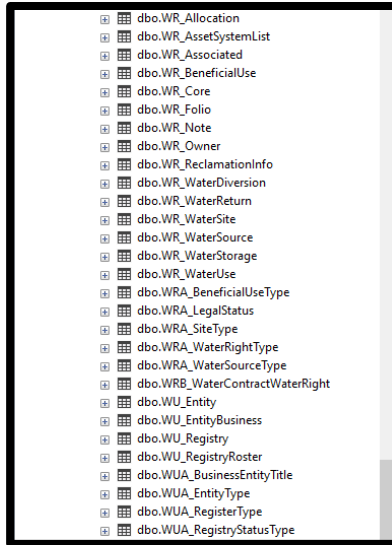 dbo.WR_Allocation
dbo.WR_AssetSystemList
dbo.WR_Associated
dbo.WR_BeneficialUse
dbo.WR_Core
dbo.WR_Folio
dbo.WR_Note
dbo.WR_Owner
dbo.WR_ReclamationInfo
dbo.WR_WaterDiversion
dbo.WR_WaterReturn
dbo.WR_WaterSite
dbo.WR_WaterSource
dbo.WR_WaterStorage
dbo.WR_WaterUse
dbo.WRA_BeneficialUseType
dbo.WRA_LegalStatus
dbo.WRA_SiteType
dbo.WRA_WaterRightType
dbo.WRA_WaterSourceType
dbo.WRB_WaterContractWaterRight
dbo.WU_Entity
dbo.WU_EntityBusiness
dbo.WU_Registry
dbo.WU_RegistryRoster
dbo.WUA_BusinessEntityTitle
dbo.WUA_EntityType
dbo.WUA_RegisterType
dbo.WUA_RegistryStatusType